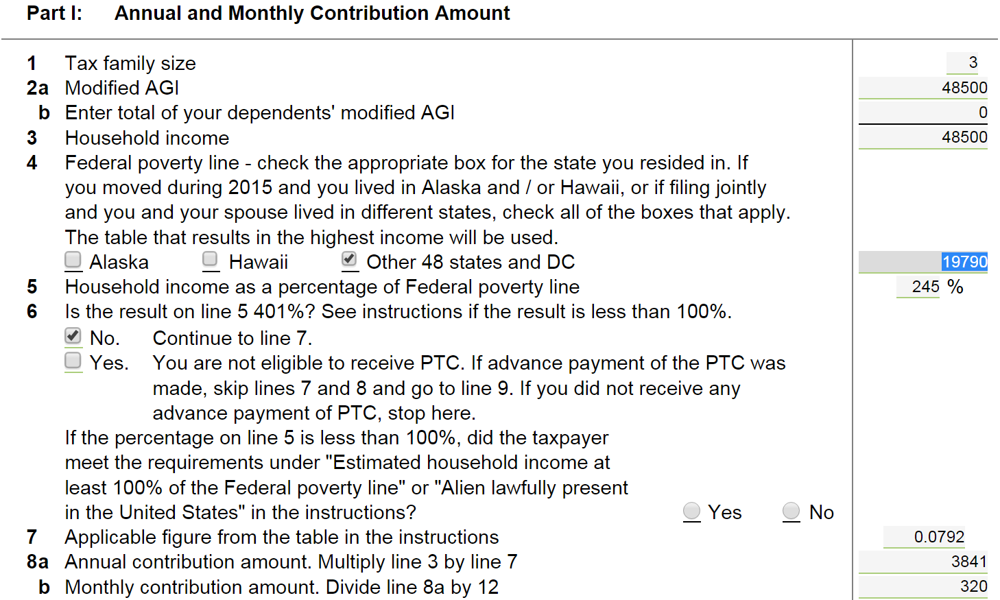 Part I: Annual and Monthly Contribution Amount
1 Tax family size 3
2a Modified AGI 48500
b Enter total of your dependents' modified AGI 0
3 Household income 48500
4 Federal poverty line - check the appropriate box for the state you resided in. If
you moved during 2015 and you lived in Alaska and / or Hawaii, or if filing jointly
and you and your spouse lived in different states, check all of the boxes that apply.
The table that results in the highest income will be used.
Alaska Hawaii Other 48 states and DC 19790
5 Household income as a percentage of Federal poverty line 245 %
6 Is the result on line 5 401%? See instructions if the result is less than 100%.
No. Continue to line 7.
Yes. You are not eligible to receive PTC. If advance payment of the PTC was
made, skip lines 7 and 8 and go to line 9. If you did not receive any
advance payment of PTC, stop here.
If the percentage on line 5 is less than 100%, did the taxpayer
meet the requirements under "Estimated household income at
least 100% of the Federal poverty line" or "Alien lawfully present
in the United States" in the instructions? Yes No
7 Applicable figure from the table in the instructions 0.0792
8a Annual contribution amount. Multiply line 3 by line 7 3841
b Monthly contribution amount. Divide line 8a by 12 320